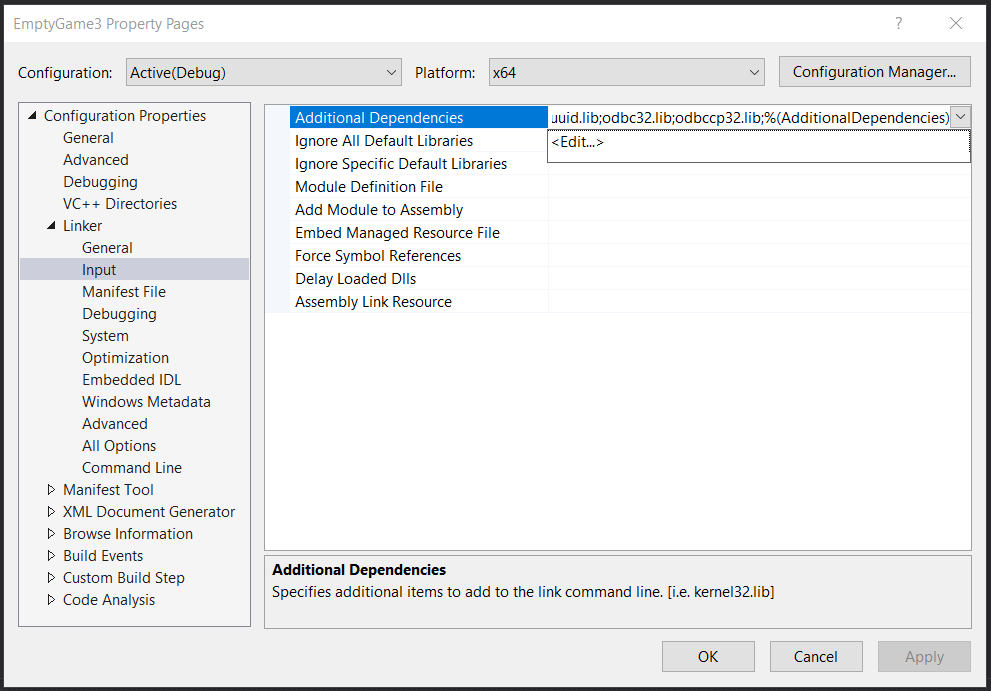 EmptyGame3 Property Pages
?
Configuration:
Active(Debug)
Platform:
x64
Configuration Manager...
Configuration Properties
General
Advanced
Debugging
VC++ Directories
Linker
General
Input
Manifest File
Debugging
System
Optimization
Embedded IDL
Windows Metadata
Advanced
All Options
Command Line
Manifest Tool
XML Document Generator
Browse Information
Build Events
Custom Build Step
Code Analysis
Additional Dependencies
uuid.lib;odbc32.lib;odbccp32.lib;%(AdditionalDependencies)
Ignore All Default Libraries
<Edit...>
Ignore Specific Default Libraries
Module Definition File
Add Module to Assembly
Embed Managed Resource File
Force Symbol References
Delay Loaded Dlls
Assembly Link Resource
Additional Dependencies
Specifies additional items to add to the link command line. [i.e. kernel32.lib]
OK
Cancel
Apply